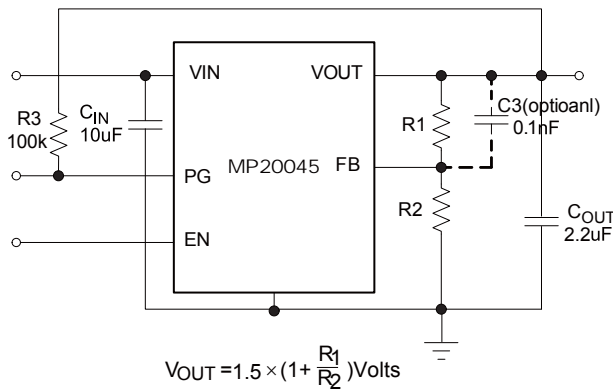 VIN
VOUT
R3
100k
CIN
10uF
R1
C3(optioanl)
0.1nF
PG
MP20045
FB
R2
COUT
2.2uF
EN
VOUT =1.5 × (1+ R1/R2 )Volts